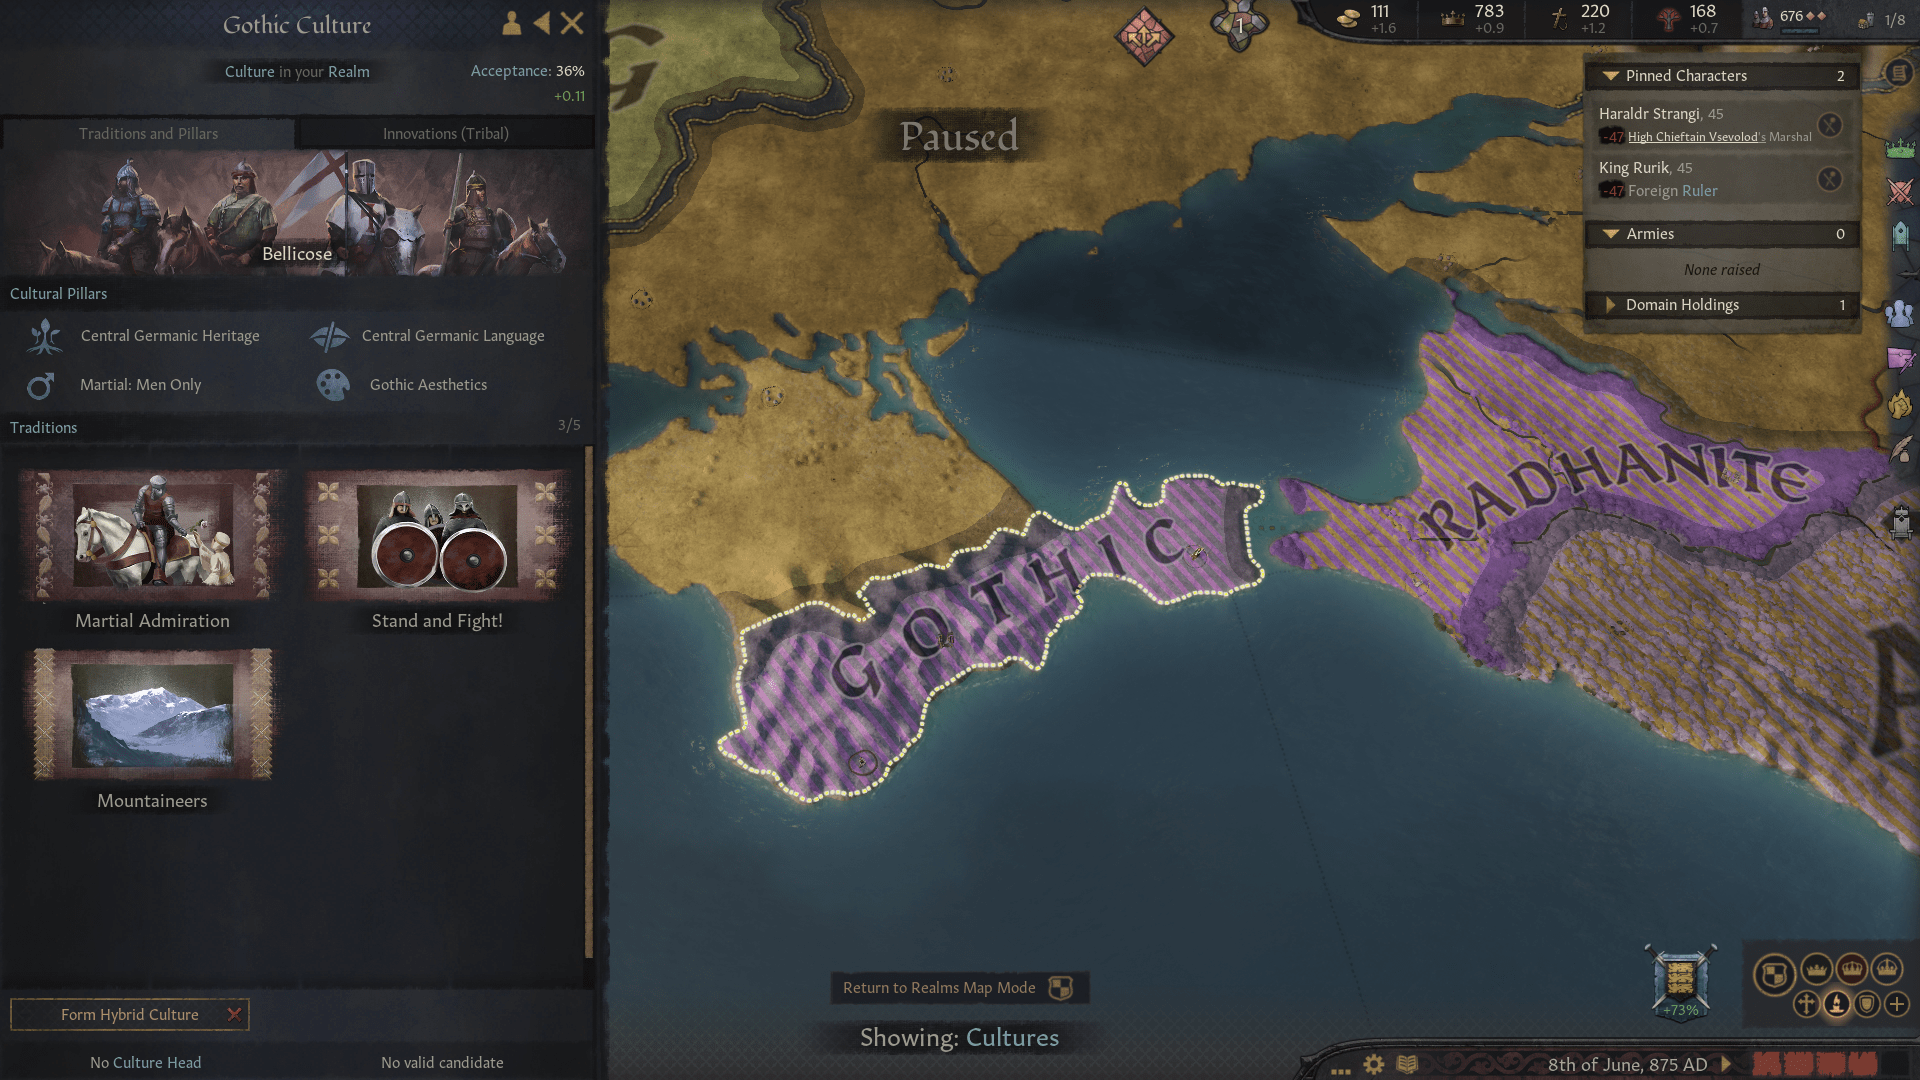 Gothic Culture
Culture in your Realm
Acceptance: 36%
+0.11
Traditions and Pillars
Innovations (Tribal)
Bellicose
Cultural Pillars
Central Germanic Heritage
Central Germanic Language
Martial: Men Only
Gothic Aesthetics
Traditions
3/5
Martial Admiration
Stand and Fight!
Mountaineers
Form Hybrid Culture
No Culture Head
No valid candidate
G
Paused
GOTHIC
RADHANITE
A
1
111
+1.6
783
+0.9
220
+1.2
168
+0.7
676
1/8
Pinned Characters
2
Haraldr Strangi, 45
-47 High Chieftain Vsevolod's Marshal
King Rurik, 45
-47 Foreign Ruler
Armies
0
None raised
Domain Holdings
1
Return to Realms Map Mode
Showing: Cultures
+73%
8th of June, 875 AD